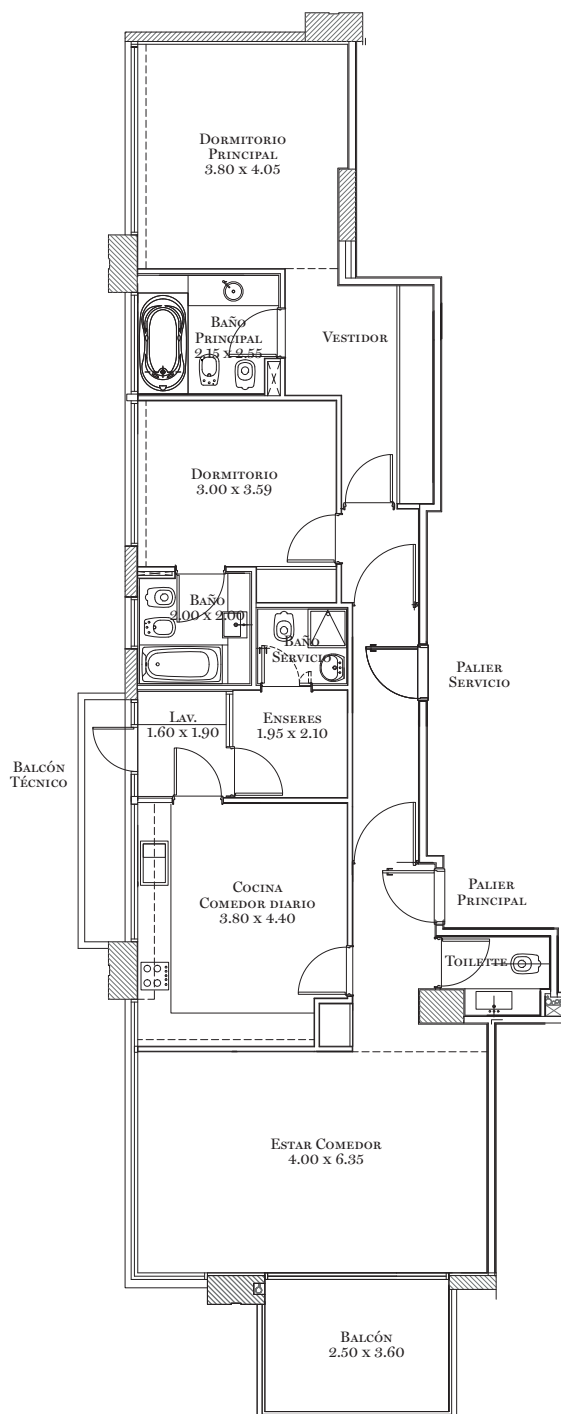 Dormitorio
Principal
3.80 x 4.05
Baño
Principal
2.15 x 2.55
Vestidor
Dormitorio
3.00 x 3.59
Baño
2.00 x 2.00
Baño
Servicio
Palier
Servicio
Lav.
1.60 x 1.90
Enseres
1.95 x 2.10
Balcón
Técnico
Cocina
Comedor diario
3.80 x 4.40
Palier
Principal
Toilette
Estar Comedor
4.00 x 6.35
Balcón
2.50 x 3.60